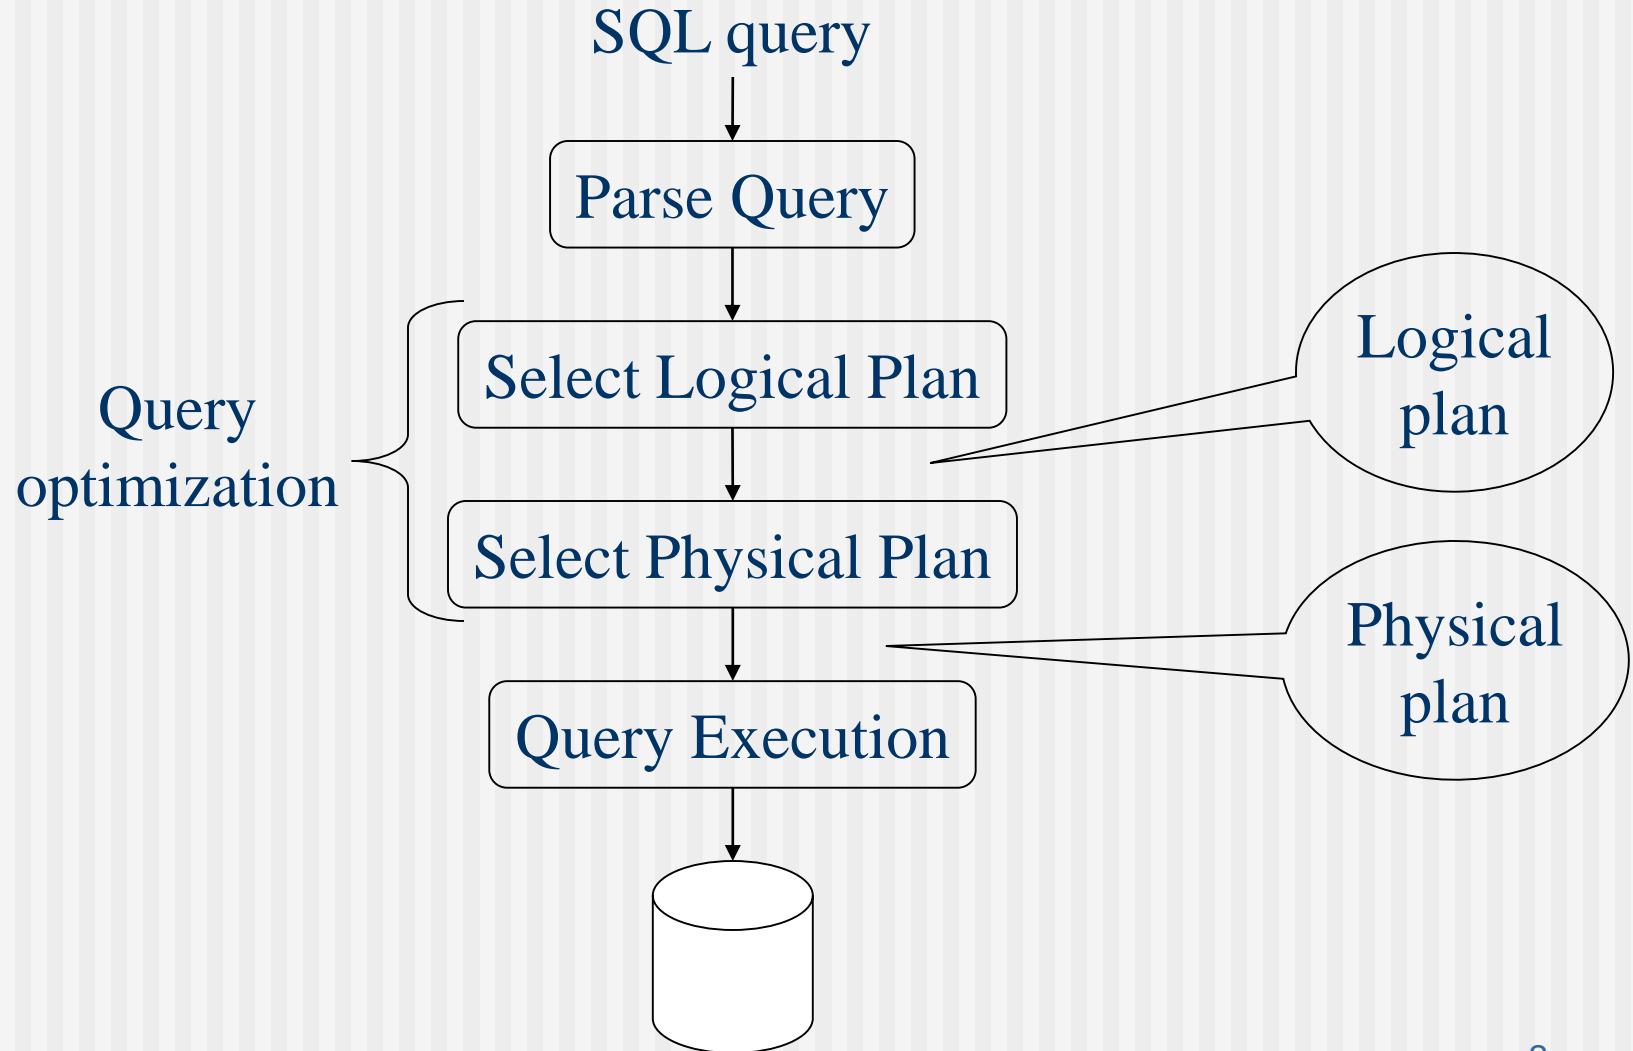 SQL query
Parse Query
Select Logical Plan
Query
optimization
Logical
plan
Select Physical Plan
Physical
plan
Query Execution